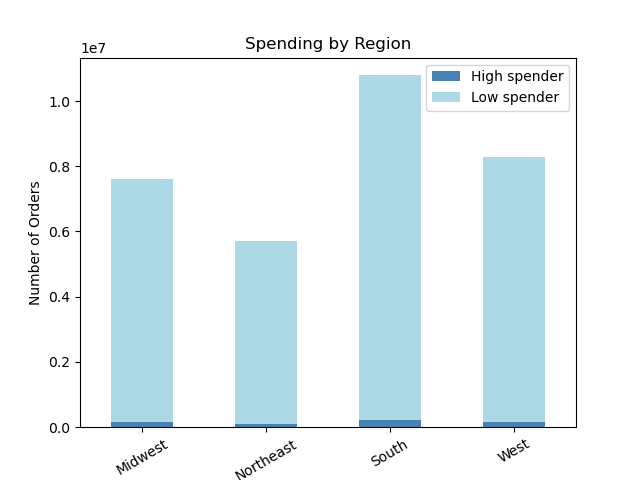 Spending by Region
1e7
High spender
Low spender
1.0
0.8
0.6
0.4
0.2
0.0
Number of Orders
Midwest
Northeast
South
West